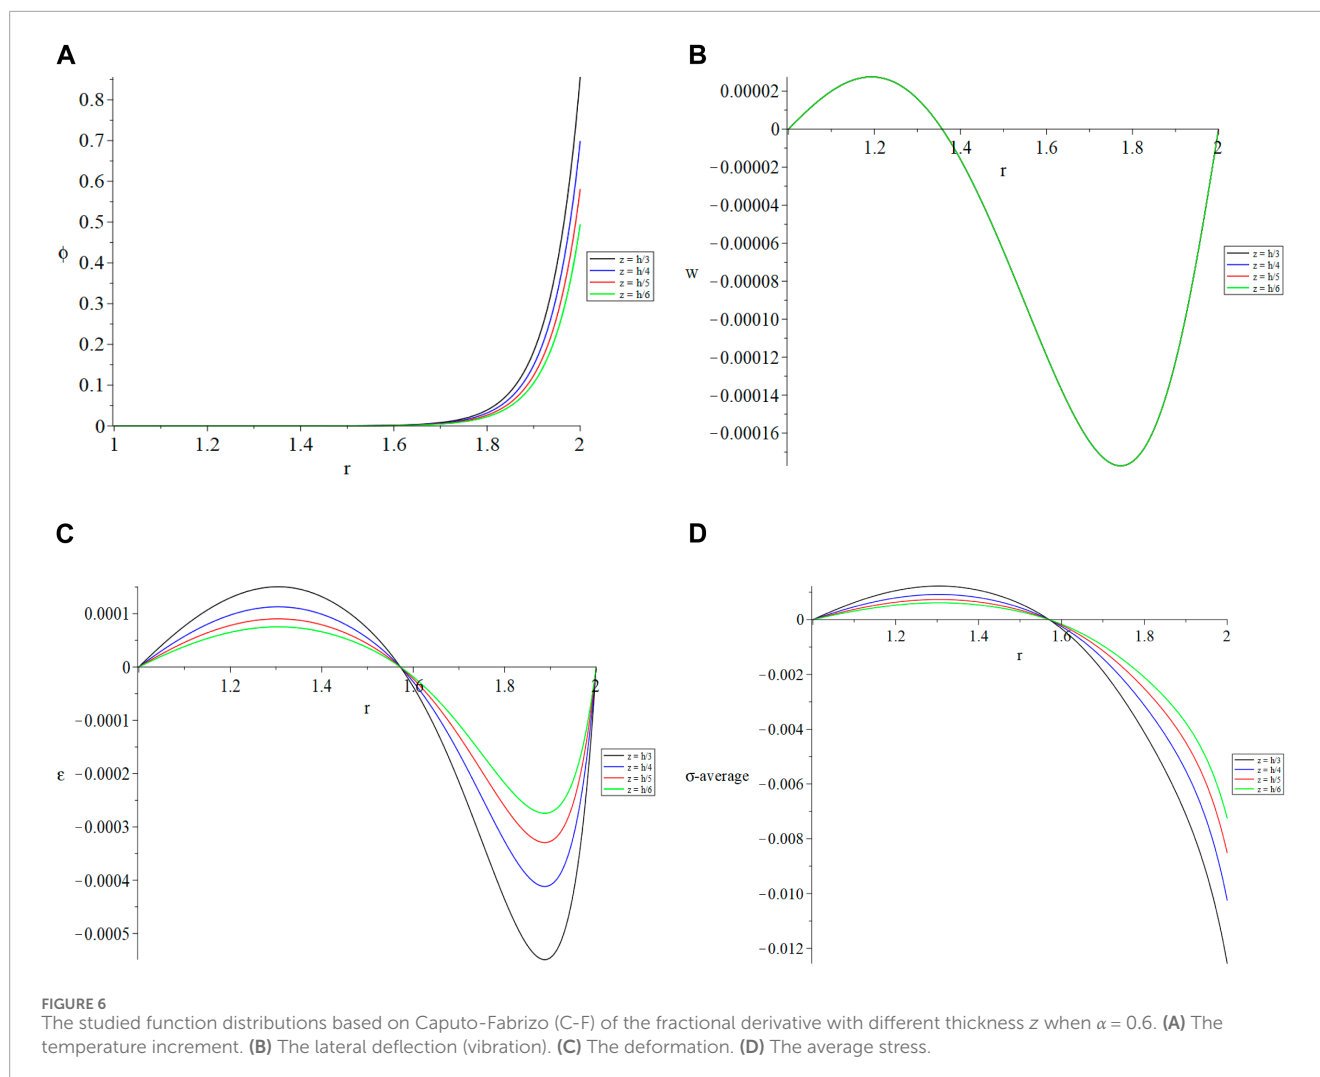 A
0.8
0.7
0.6
0.5
ϕ
0.4
0.3
0.2
0.1
0
1 1.2 1.4 1.6 1.8 2
r
z = h/3
z = h/4
z = h/5
z = h/6
B
0.00002
0
1.2 1.4 1.6 1.8 2
r
−0.00002
−0.00004
−0.00006
w
−0.00008
−0.00010
−0.00012
−0.00014
−0.00016
z = h/3
z = h/4
z = h/5
z = h/6
C
0.0001
0
1.2 1.4 1.6 1.8 2
r
−0.0001
ε
−0.0002
−0.0003
−0.0004
−0.0005
z = h/3
z = h/4
z = h/5
z = h/6
D
0
1.2 1.4 1.6 1.8 2
r
−0.002
−0.004
σ-average
−0.006
−0.008
−0.010
−0.012
z = h/3
z = h/4
z = h/5
z = h/6
FIGURE 6
The studied function distributions based on Caputo-Fabrizo (C-F) of the fractional derivative with different thickness z when α = 0.6. (A) The
temperature increment. (B) The lateral deflection (vibration). (C) The deformation. (D) The average stress.